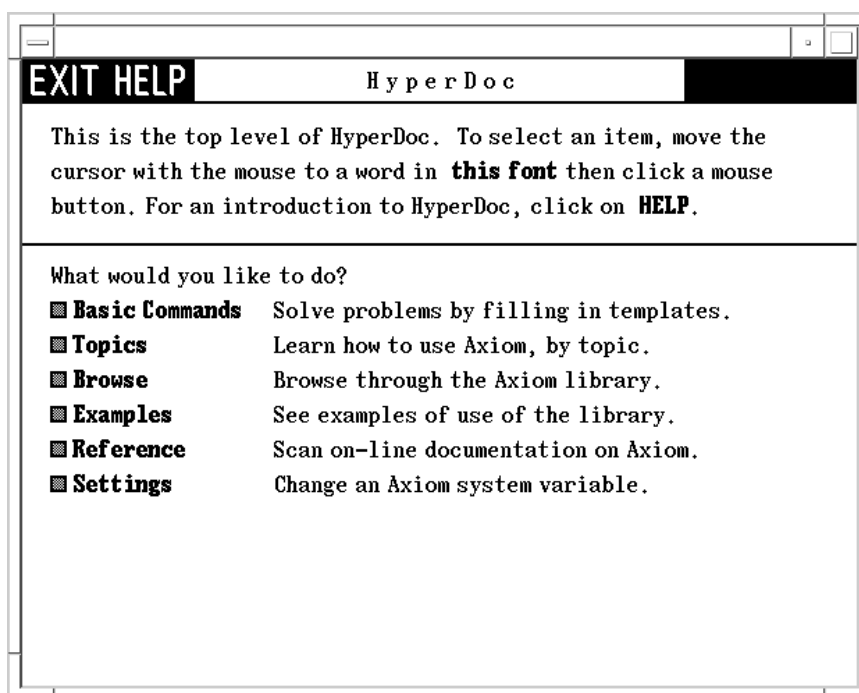 EXIT HELP HyperDoc
This is the top level of HyperDoc. To select an item, move the
cursor with the mouse to a word in this font then click a mouse
button. For an introduction to HyperDoc, click on HELP.
What would you like to do?
Basic Commands Solve problems by filling in templates.
Topics Learn how to use Axiom, by topic.
Browse Browse through the Axiom library.
Examples See examples of use of the library.
Reference Scan on-line documentation on Axiom.
Settings Change an Axiom system variable.